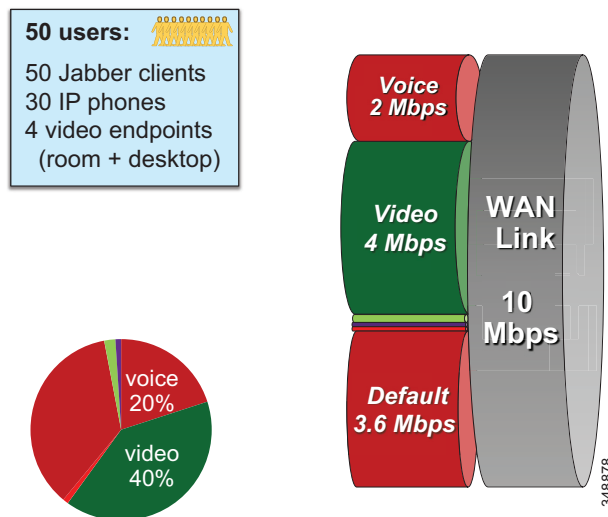 50 users:
50 Jabber clients
30 IP phones
4 video endpoints
(room + desktop)
Voice
2 Mbps
Video
4 Mbps
Default
3.6 Mbps
WAN
Link
10
Mbps
voice
20%
video
40%
348878